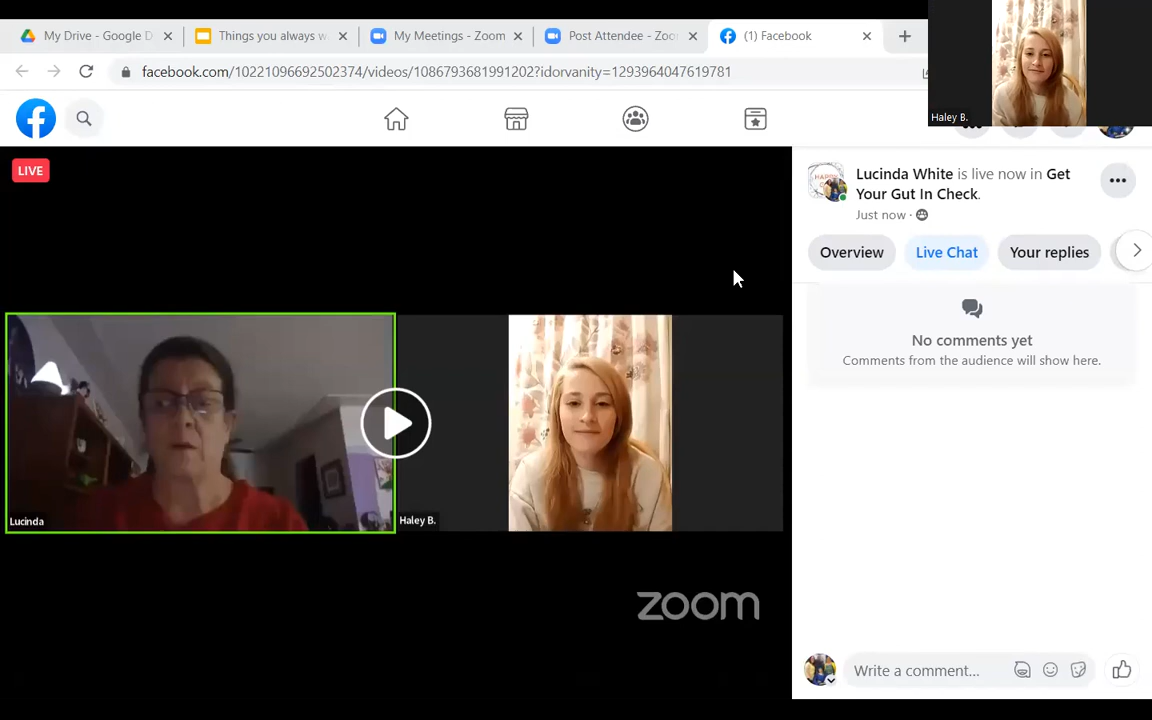 My Drive - Google D
Things you always w
My Meetings - Zoom
Post Attendee - Zoo
(1) Facebook
facebook.com/10221096692502374/videos/1086793681991202?idorvanity=1293964047619781
Haley B.
LIVE
Lucinda White is live now in Get
Your Gut In Check.
Just now ·
Overview
Live Chat
Your replies
No comments yet
Comments from the audience will show here.
Lucinda
Haley B.
zoom
Write a comment...